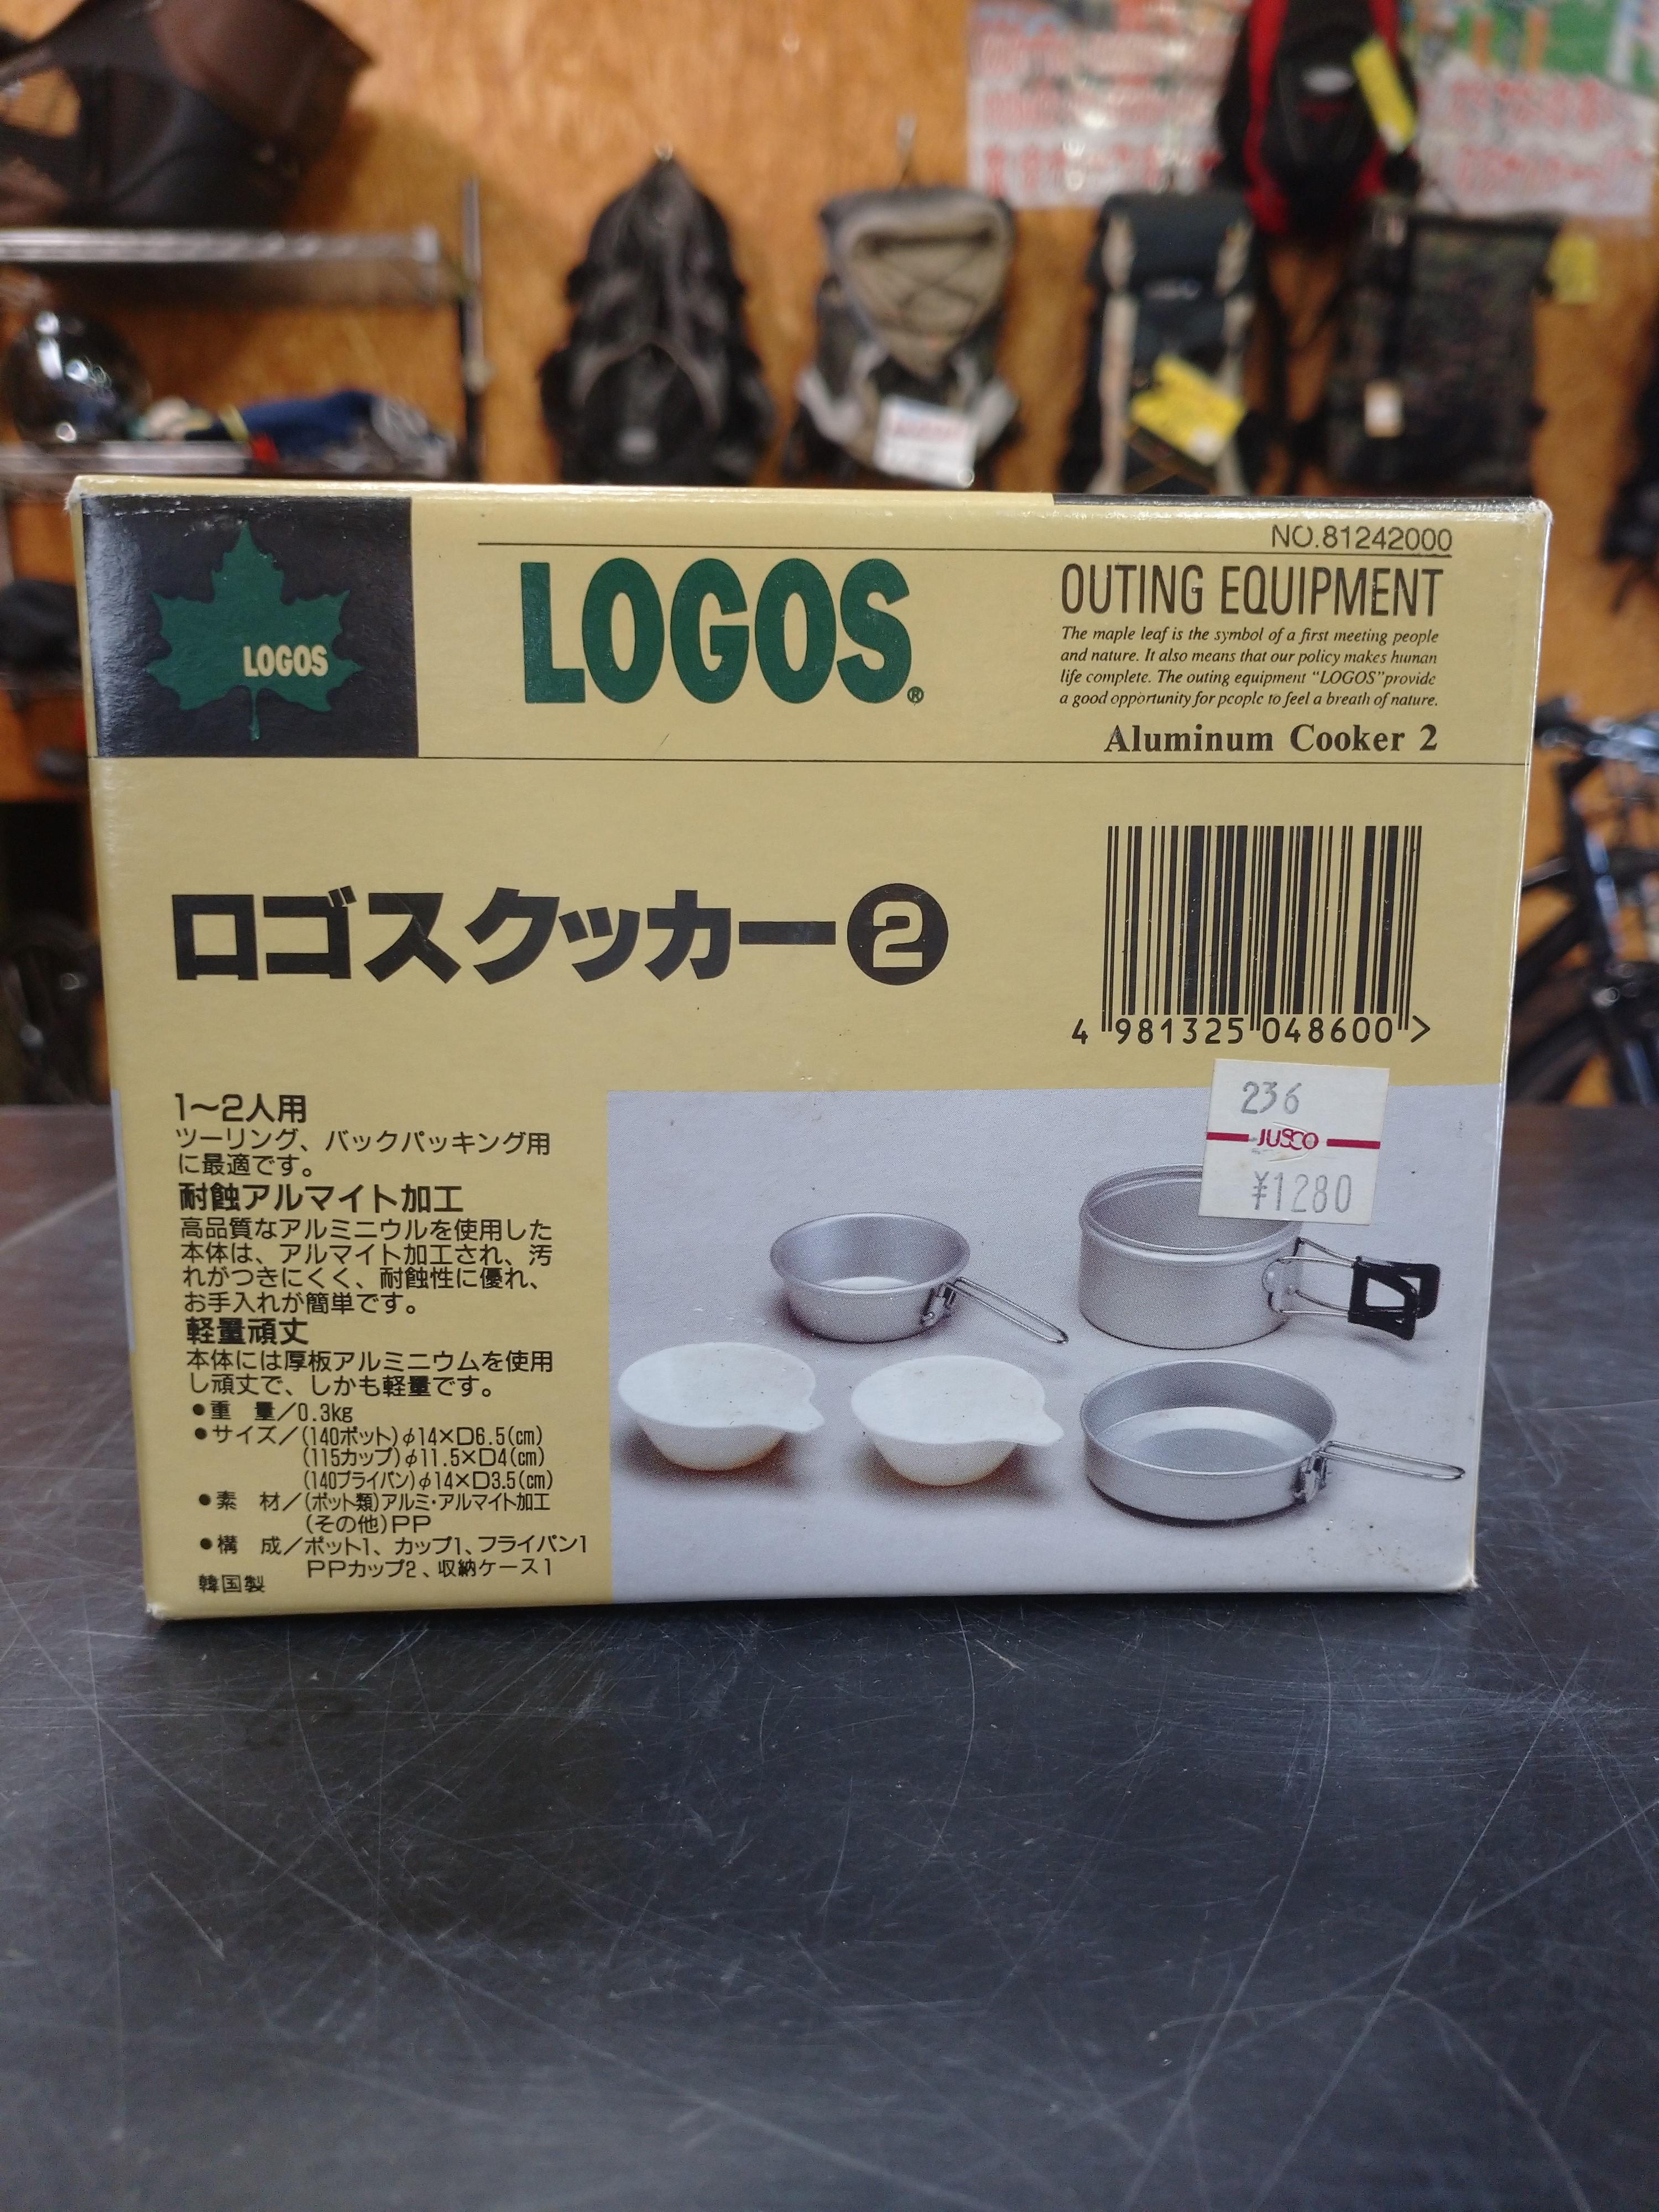 NO.81242000
LOGOS
LOGOS®
OUTING EQUIPMENT
The maple leaf is the symbol of a first meeting people
and nature. It also means that our policy makes human
life complete. The outing equipment "LOGOS"provide
a good opportunity for people to feel a breath of nature.
Aluminum Cooker 2
ロゴスクッカー❷
4 981325 048600 >
236
JUSCO
¥1280
1〜2人用
ツーリング、バックパッキング用
に最適です。
耐蝕アルマイト加工
高品質なアルミニウルを使用した
本体は、アルマイト加工され、汚
れがつきにくく、耐蝕性に優れ、
お手入れが簡単です。
軽量頑丈
本体には厚板アルミニウムを使用
し頑丈で、しかも軽量です。
●重　量/0.3kg
●サイズ/(140ポット)φ14×D6.5(cm)
(115カップ)φ11.5×D4(cm)
(140フライパン)φ14×D3.5(cm)
●素　材/(ポット類)アルミ・アルマイト加工
(その他)PP
●構　成/ポット1、カップ1、フライパン1
PPカップ2、収納ケース1
韓国製